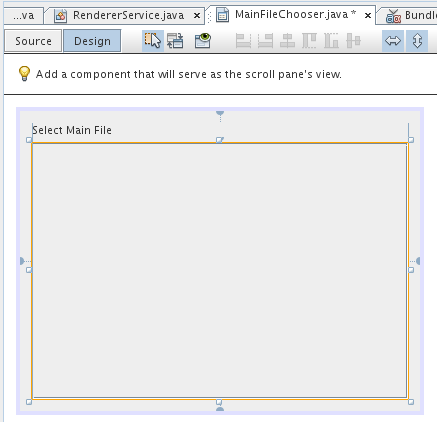 ...va RendererService.java MainFileChooser.java * Bundl
Source Design
Add a component that will serve as the scroll pane's view.
Select Main File